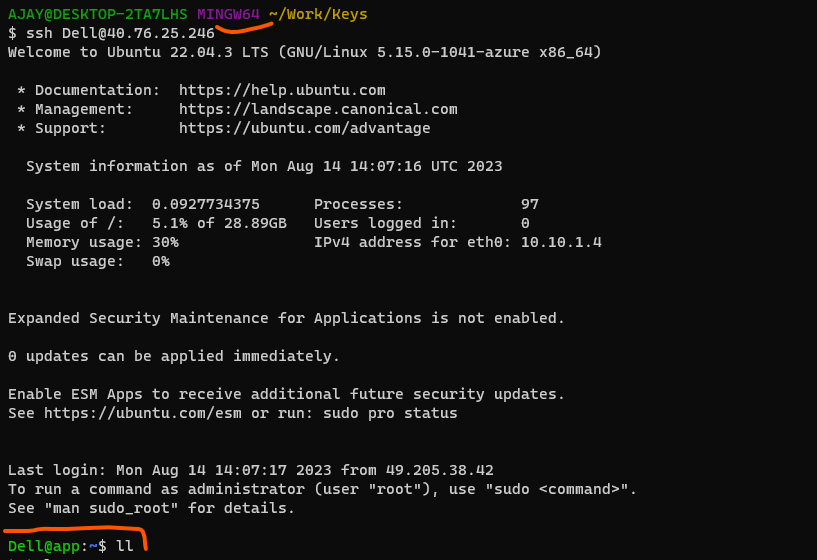 AJAY@DESKTOP-2TA7LHS MINGW64 ~/Work/Keys
$ ssh Dell@40.76.25.246
Welcome to Ubuntu 22.04.3 LTS (GNU/Linux 5.15.0-1041-azure x86_64)
* Documentation: https://help.ubuntu.com
* Management: https://landscape.canonical.com
* Support: https://ubuntu.com/advantage
System information as of Mon Aug 14 14:07:16 UTC 2023
System load: 0.0927734375 Processes: 97
Usage of /: 5.1% of 28.89GB Users logged in: 0
Memory usage: 30% IPv4 address for eth0: 10.10.1.4
Swap usage: 0%
Expanded Security Maintenance for Applications is not enabled.
0 updates can be applied immediately.
Enable ESM Apps to receive additional future security updates.
See https://ubuntu.com/esm or run: sudo pro status
Last login: Mon Aug 14 14:07:17 2023 from 49.205.38.42
To run a command as administrator (user "root"), use "sudo <command>".
See "man sudo_root" for details.
Dell@app:~$ ll